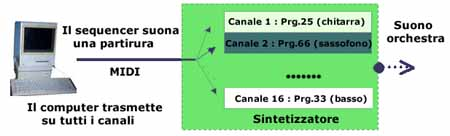 Il sequencer suona
una partirura
MIDI
Il computer trasmette
su tutti i canali
Canale 1 : Prg.25 (chitarra)
Canale 2 : Prg.66 (sassofono)
Canale 16 : Prg.33 (basso)
Sintetizzatore
Suono
orchestra